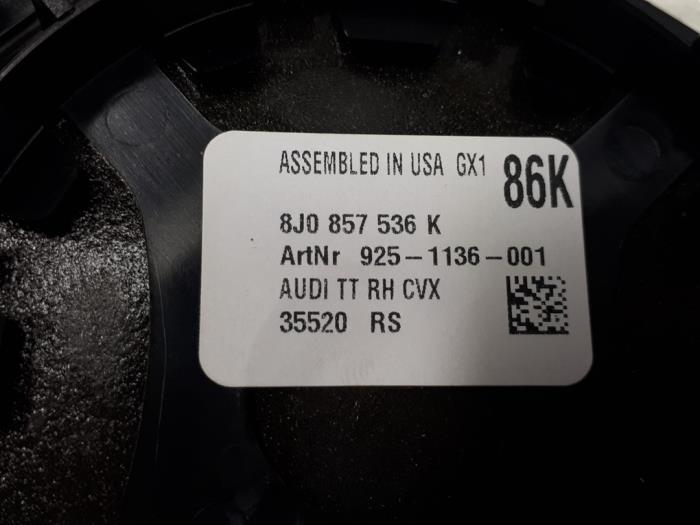 ASSEMBLED IN USA GX1 86K
8J0 857 536 K
ArtNr 925-1136-001
AUDI TT RH CVX
35520 RS